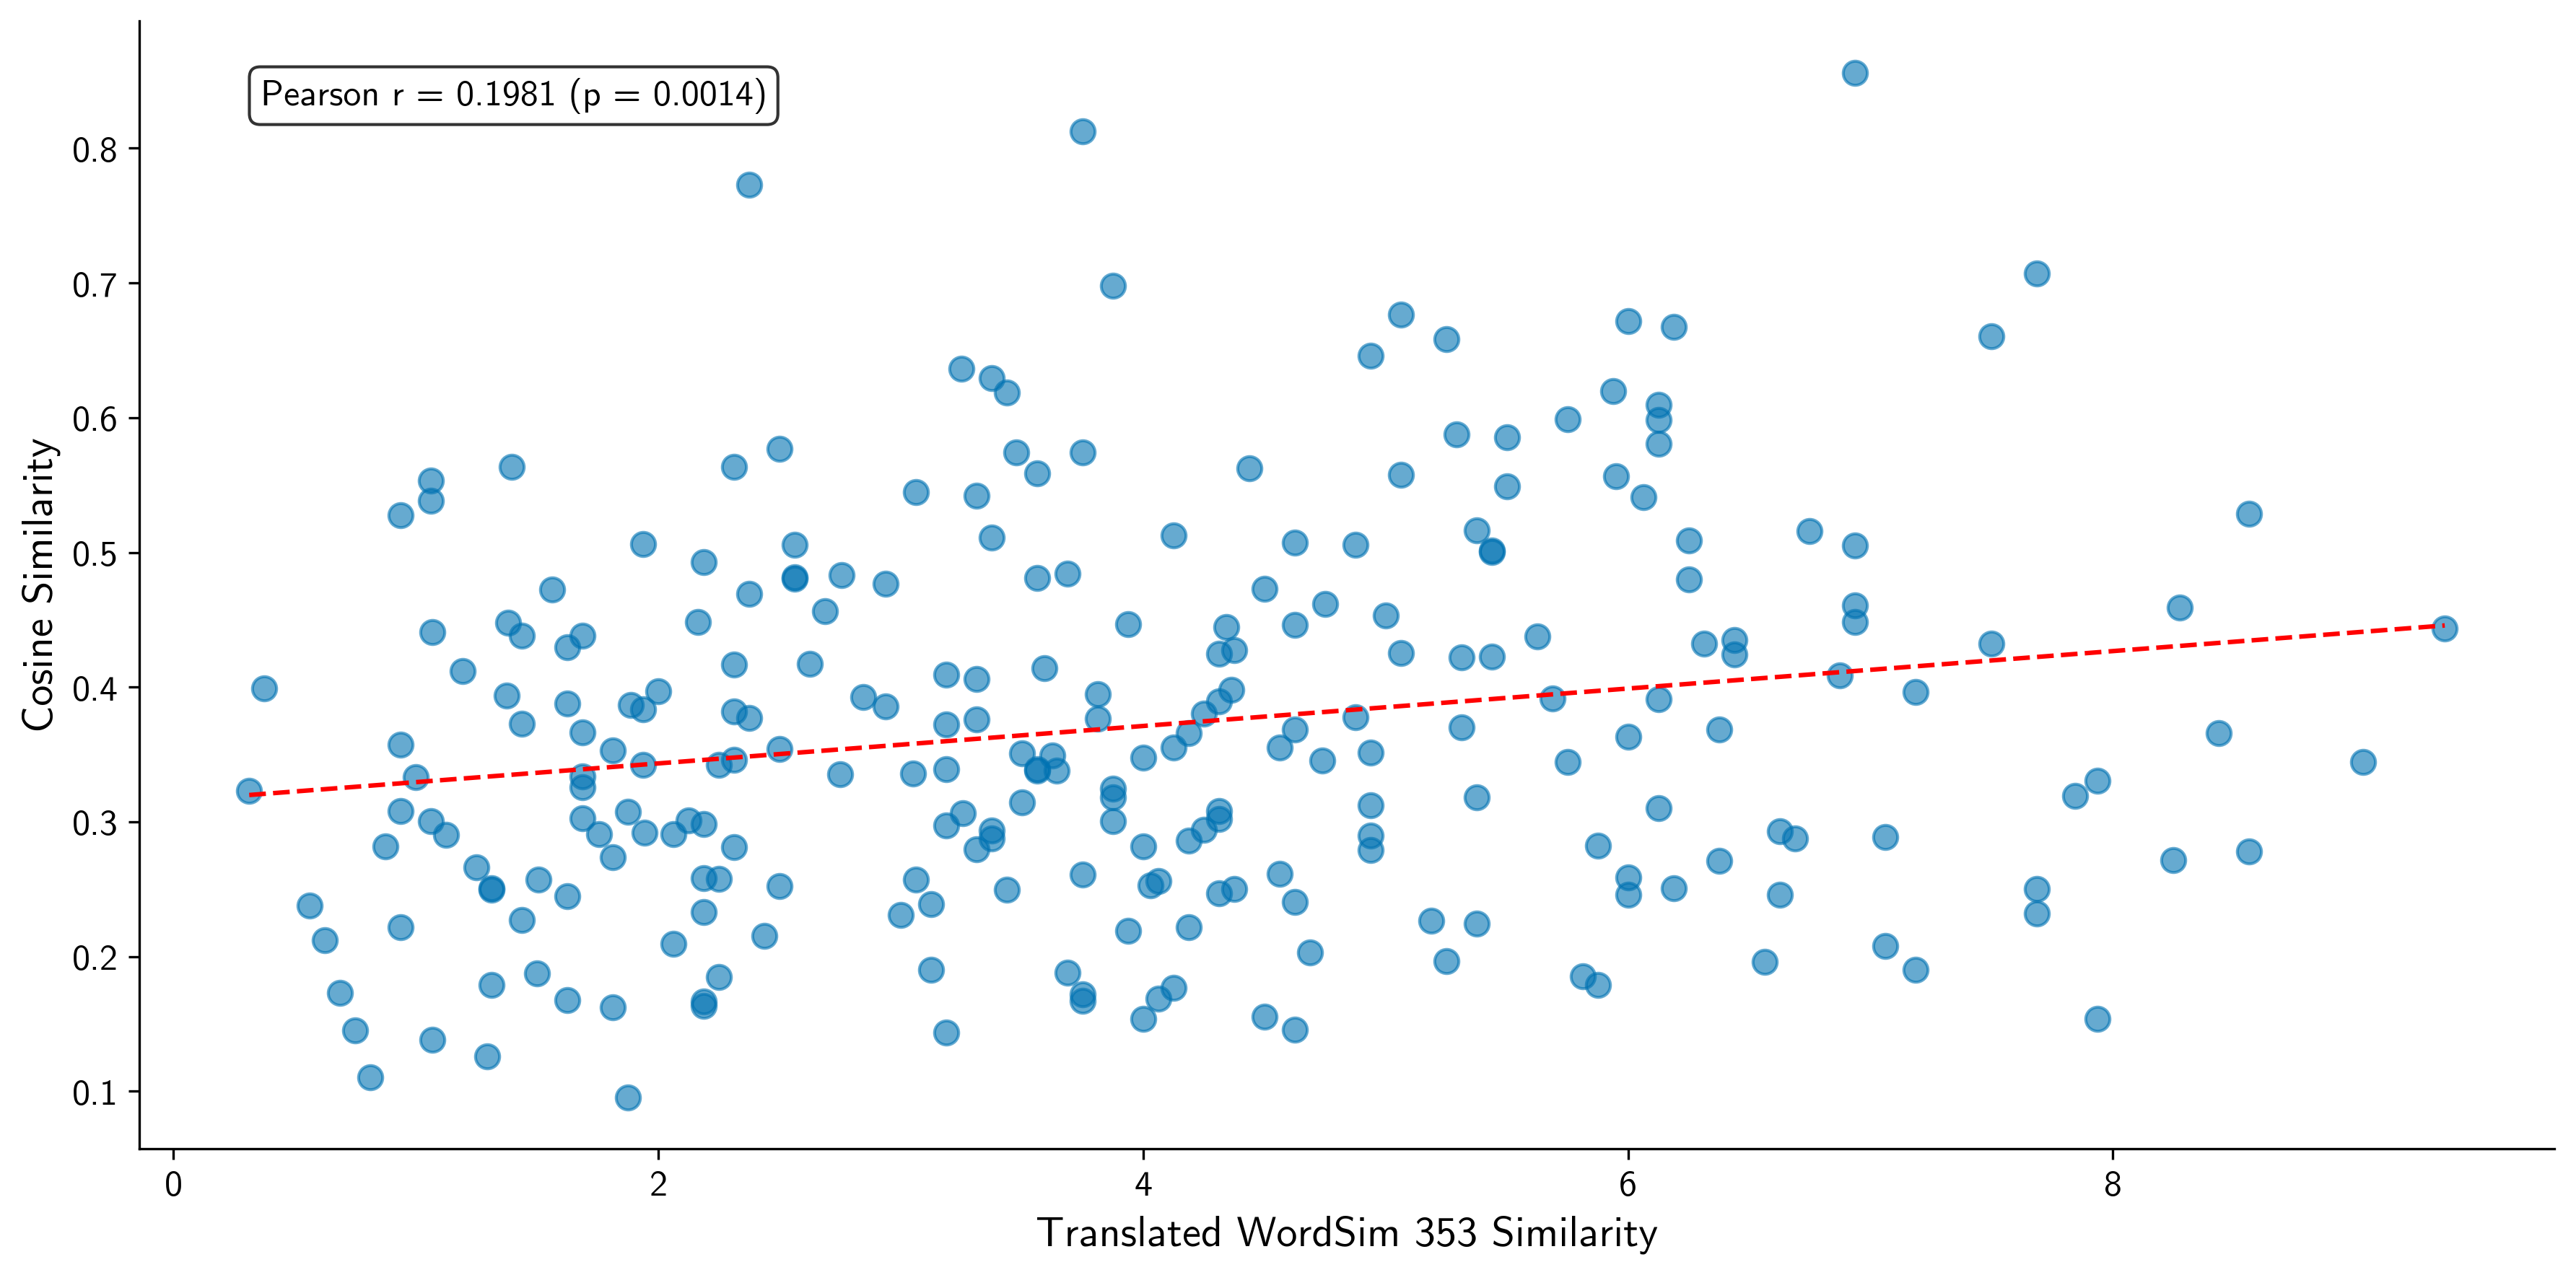 Pearson r = 0.1981 (p = 0.0014)
Cosine Similarity
0.8
0.7
0.6
0.5
0.4
0.3
0.2
0.1
0 2 4 6 8
Translated WordSim 353 Similarity